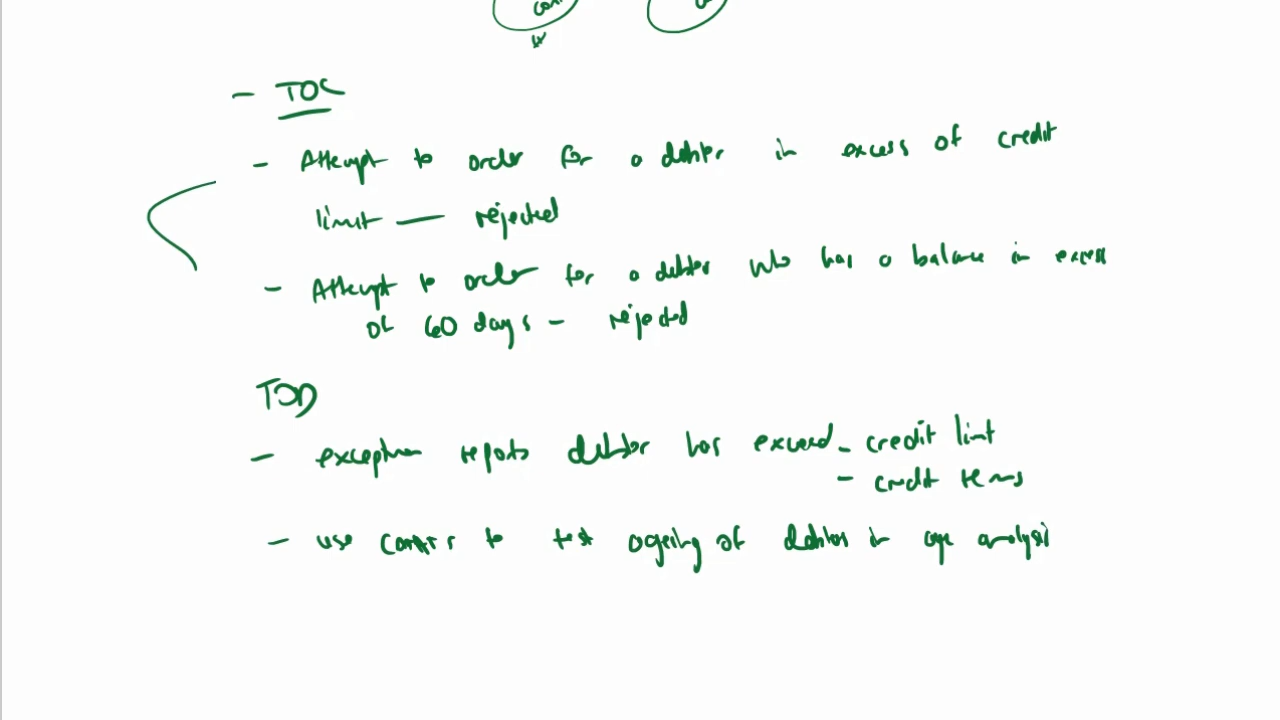 - TOC
- Attempt to order for a debtor in excess of credit
limit — rejected
- Attempt to order for a debtor who has a balance in excess
of 60 days - rejected
TOD
- exception reports debtor has exceed - credit limit
- credit terms
- use to test ageing of debtors in age analysis